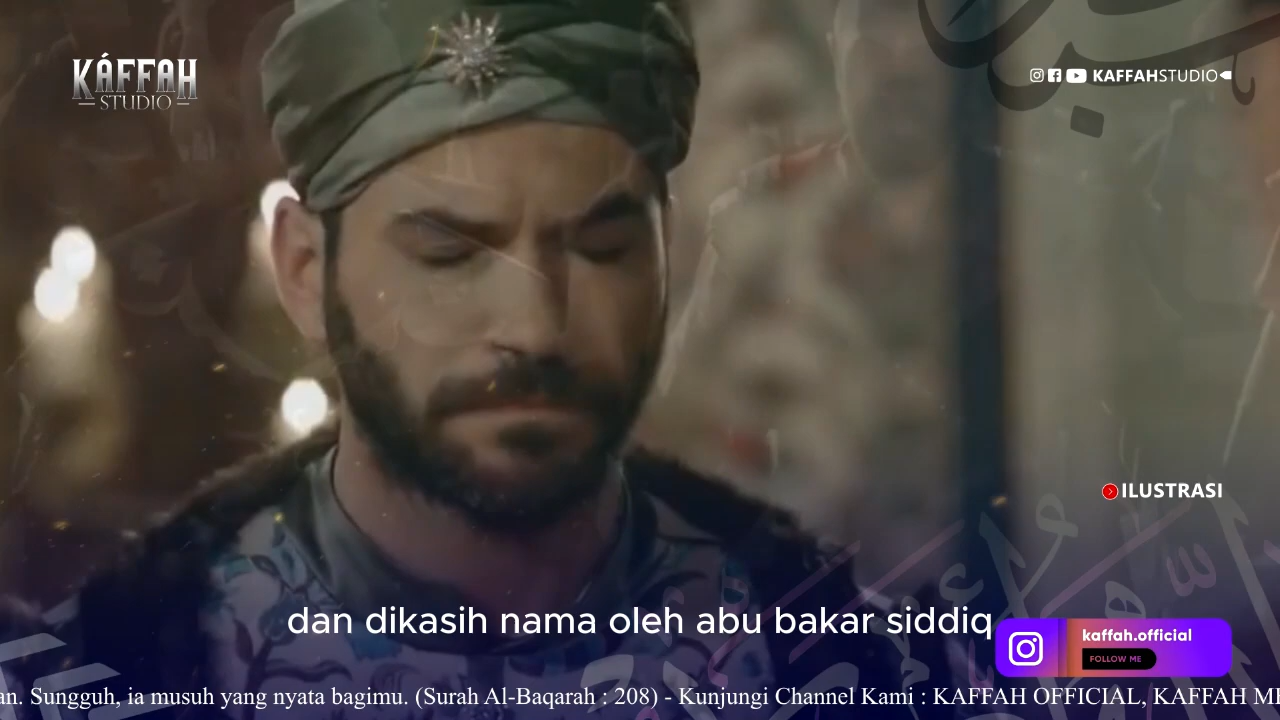 KÁFFAH
STUDIO
KAFFAHSTUDIO
ILUSTRASI
dan dikasih nama oleh abu bakar siddiq
kaffah.official
FOLLOW ME
an. Sungguh, ia musuh yang nyata bagimu. (Surah Al-Baqarah : 208) - Kunjungi Channel Kami : KAFFAH OFFICIAL, KAFFAH M